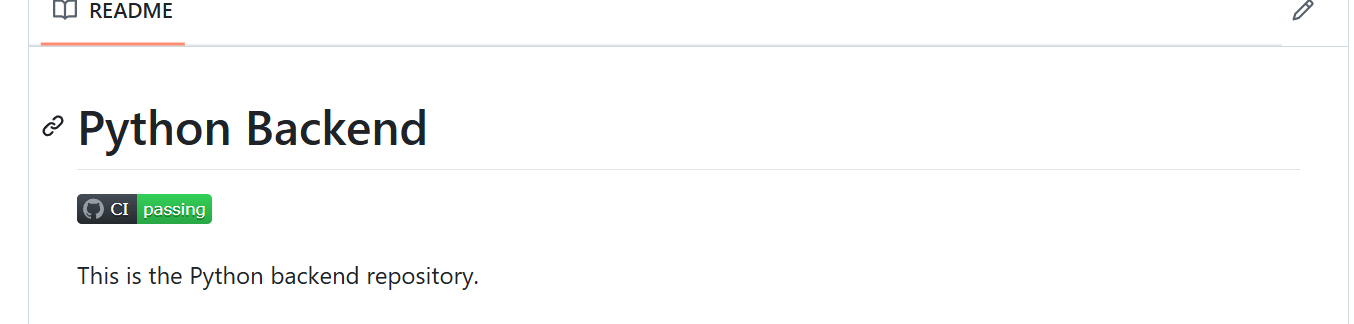 README
Python Backend
CI passing
This is the Python backend repository.